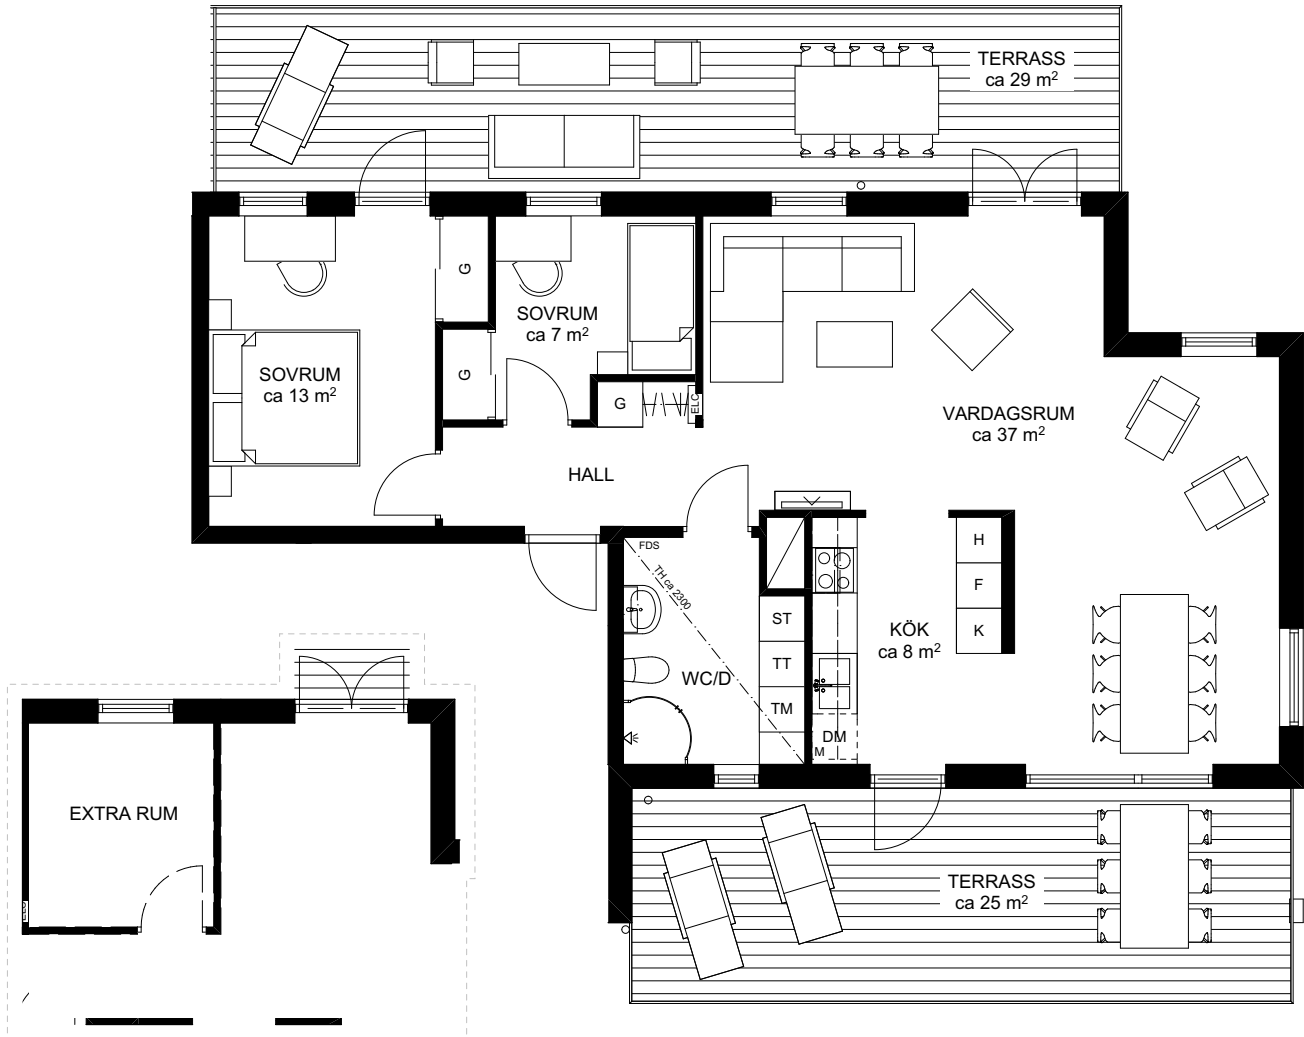 TERRASS
ca 29 m²
G
SOVRUM
ca 7 m²
SOVRUM
ca 13 m²
G
G
ELC
VARDAGSRUM
ca 37 m²
HALL
FDS
TH ca 2300
H
F
K
ST
TT
TM
KÖK
ca 8 m²
WC/D
DM
M
EXTRA RUM
ELC
TERRASS
ca 25 m²